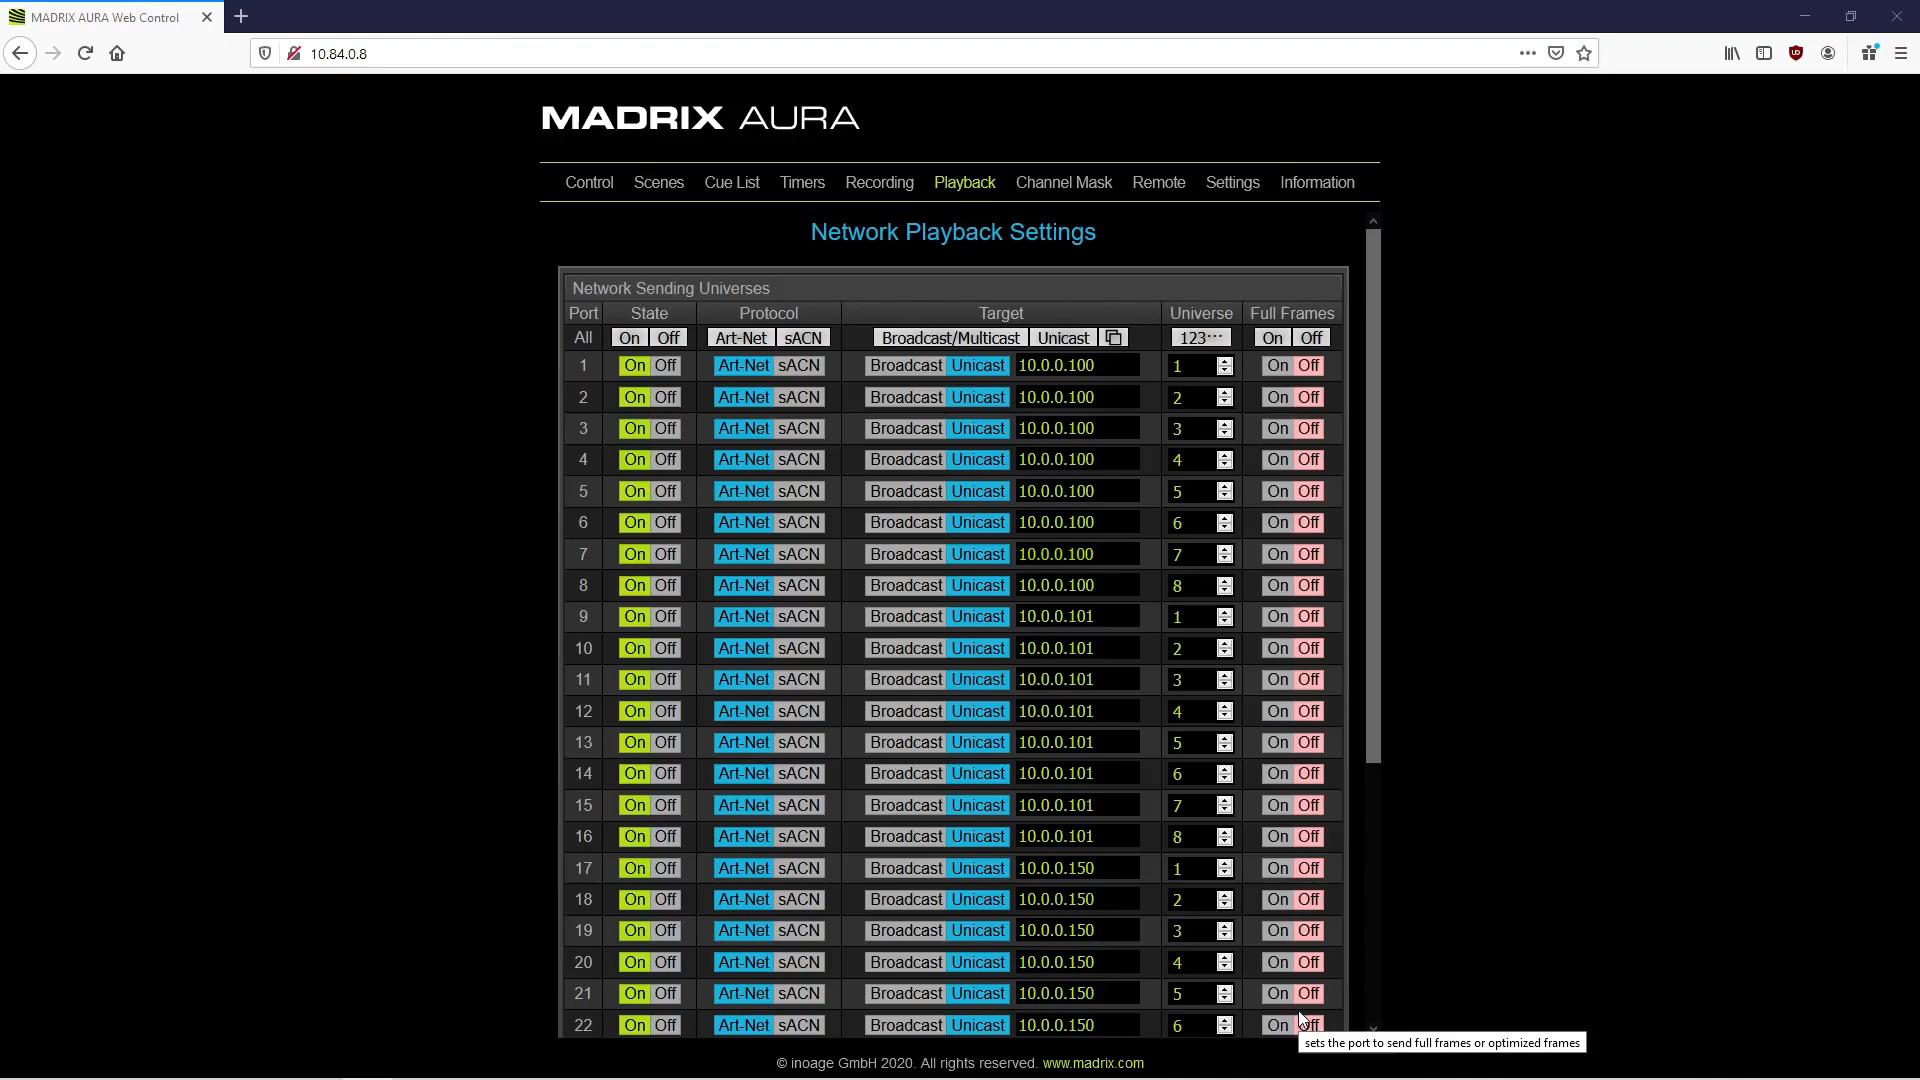 MADRIX AURA Web Control
10.84.0.8
MADRIX AURA
Control Scenes Cue List Timers Recording Playback Channel Mask Remote Settings Information
Network Playback Settings
Network Sending Universes
Port State Protocol Target Universe Full Frames
All On Off Art-Net sACN Broadcast/Multicast Unicast 123··· On Off
1 On Off Art-Net sACN Broadcast Unicast 10.0.0.100 1 On Off
2 On Off Art-Net sACN Broadcast Unicast 10.0.0.100 2 On Off
3 On Off Art-Net sACN Broadcast Unicast 10.0.0.100 3 On Off
4 On Off Art-Net sACN Broadcast Unicast 10.0.0.100 4 On Off
5 On Off Art-Net sACN Broadcast Unicast 10.0.0.100 5 On Off
6 On Off Art-Net sACN Broadcast Unicast 10.0.0.100 6 On Off
7 On Off Art-Net sACN Broadcast Unicast 10.0.0.100 7 On Off
8 On Off Art-Net sACN Broadcast Unicast 10.0.0.100 8 On Off
9 On Off Art-Net sACN Broadcast Unicast 10.0.0.101 1 On Off
10 On Off Art-Net sACN Broadcast Unicast 10.0.0.101 2 On Off
11 On Off Art-Net sACN Broadcast Unicast 10.0.0.101 3 On Off
12 On Off Art-Net sACN Broadcast Unicast 10.0.0.101 4 On Off
13 On Off Art-Net sACN Broadcast Unicast 10.0.0.101 5 On Off
14 On Off Art-Net sACN Broadcast Unicast 10.0.0.101 6 On Off
15 On Off Art-Net sACN Broadcast Unicast 10.0.0.101 7 On Off
16 On Off Art-Net sACN Broadcast Unicast 10.0.0.101 8 On Off
17 On Off Art-Net sACN Broadcast Unicast 10.0.0.150 1 On Off
18 On Off Art-Net sACN Broadcast Unicast 10.0.0.150 2 On Off
19 On Off Art-Net sACN Broadcast Unicast 10.0.0.150 3 On Off
20 On Off Art-Net sACN Broadcast Unicast 10.0.0.150 4 On Off
21 On Off Art-Net sACN Broadcast Unicast 10.0.0.150 5 On Off
22 On Off Art-Net sACN Broadcast Unicast 10.0.0.150 6 On Off
sets the port to send full frames or optimized frames
© inoage GmbH 2020. All rights reserved. www.madrix.com